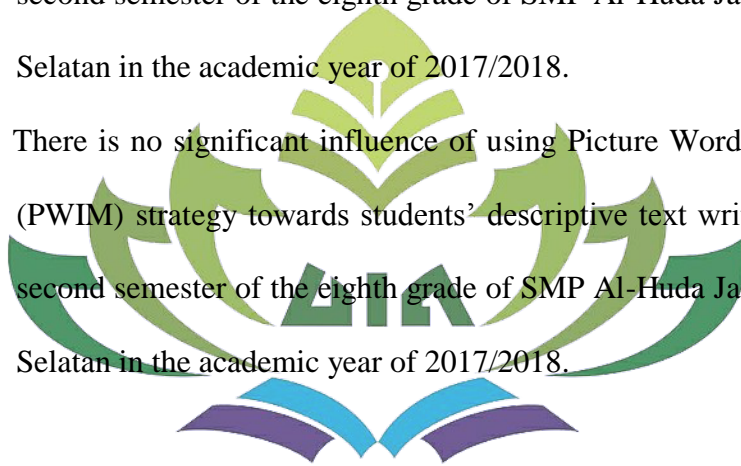 second semester of the eighth grade of SMP Al-Huda Ja
Selatan in the academic year of 2017/2018.
There is no significant influence of using Picture Word
(PWIM) strategy towards students’ descriptive text wri
second semester of the eighth grade of SMP Al-Huda Ja
Selatan in the academic year of 2017/2018.